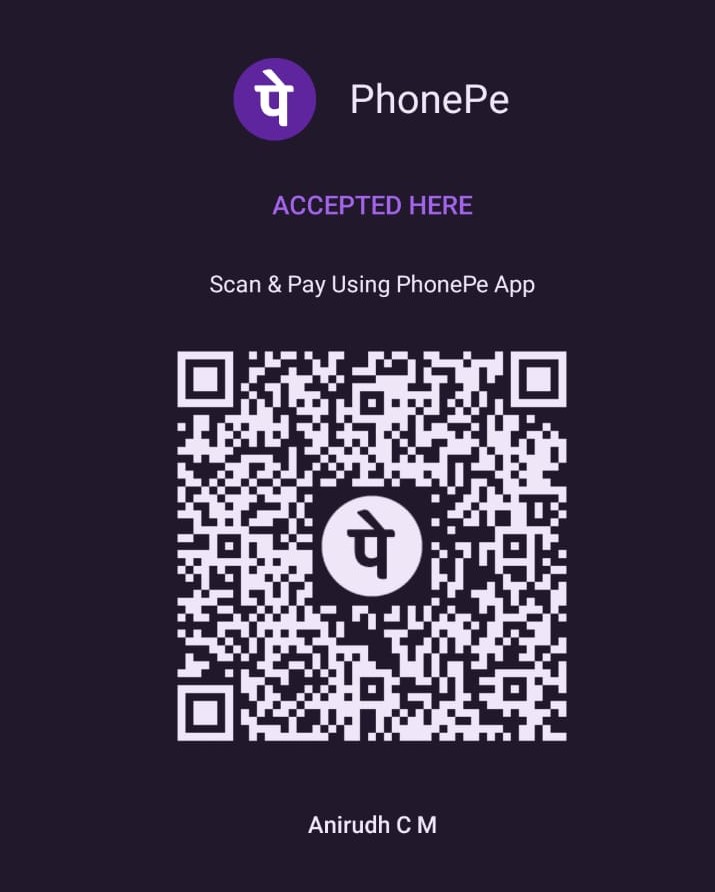 पे PhonePe
ACCEPTED HERE
Scan & Pay Using PhonePe App
पे
Anirudh C M